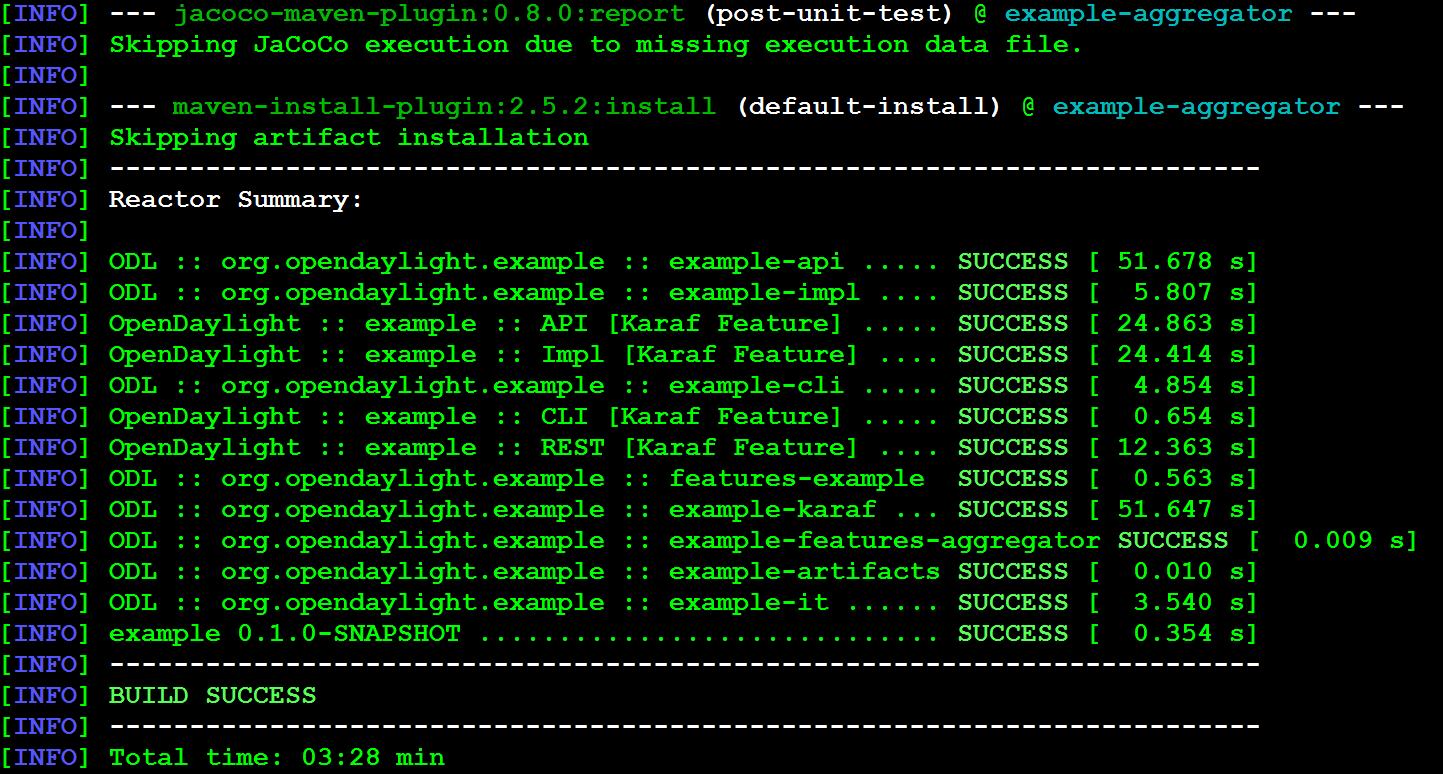 [INFO] --- jacoco-maven-plugin:0.8.0:report (post-unit-test) @ example-aggregator ---
[INFO] Skipping JaCoCo execution due to missing execution data file.
[INFO]
[INFO] --- maven-install-plugin:2.5.2:install (default-install) @ example-aggregator ---
[INFO] Skipping artifact installation
[INFO] ------------------------------------------------------------------------
[INFO] Reactor Summary:
[INFO]
[INFO] ODL :: org.opendaylight.example :: example-api ..... SUCCESS [ 51.678 s]
[INFO] ODL :: org.opendaylight.example :: example-impl .... SUCCESS [  5.807 s]
[INFO] OpenDaylight :: example :: API [Karaf Feature] ..... SUCCESS [ 24.863 s]
[INFO] OpenDaylight :: example :: Impl [Karaf Feature] .... SUCCESS [ 24.414 s]
[INFO] ODL :: org.opendaylight.example :: example-cli ..... SUCCESS [  4.854 s]
[INFO] OpenDaylight :: example :: CLI [Karaf Feature] ..... SUCCESS [  0.654 s]
[INFO] OpenDaylight :: example :: REST [Karaf Feature] .... SUCCESS [ 12.363 s]
[INFO] ODL :: org.opendaylight.example :: features-example  SUCCESS [  0.563 s]
[INFO] ODL :: org.opendaylight.example :: example-karaf ... SUCCESS [ 51.647 s]
[INFO] ODL :: org.opendaylight.example :: example-features-aggregator SUCCESS [  0.009 s]
[INFO] ODL :: org.opendaylight.example :: example-artifacts SUCCESS [  0.010 s]
[INFO] ODL :: org.opendaylight.example :: example-it ...... SUCCESS [  3.540 s]
[INFO] example 0.1.0-SNAPSHOT ............................. SUCCESS [  0.354 s]
[INFO] ------------------------------------------------------------------------
[INFO] BUILD SUCCESS
[INFO] ------------------------------------------------------------------------
[INFO] Total time: 03:28 min